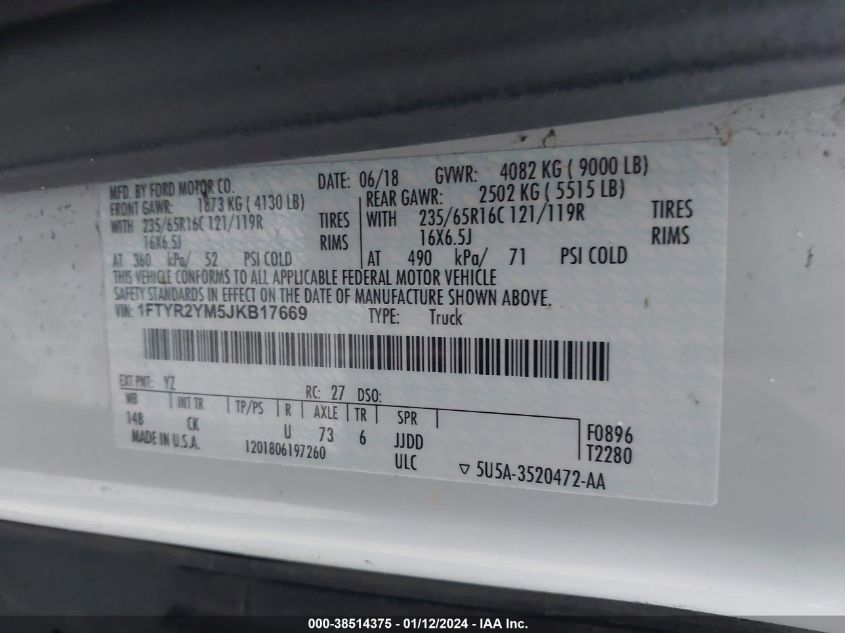 MFD. BY FORD MOTOR CO. DATE: 06/18 GVWR: 4082 KG ( 9000 LB)
FRONT GAWR: 1873 KG ( 4130 LB) REAR GAWR: 2502 KG ( 5515 LB)
WITH 235/65R16C 121/119R TIRES WITH 235/65R16C 121/119R TIRES
16X6.5J RIMS 16X6.5J RIMS
AT 360 kPa/ 52 PSI COLD AT 490 kPa/ 71 PSI COLD
THIS VEHICLE CONFORMS TO ALL APPLICABLE FEDERAL MOTOR VEHICLE
SAFETY STANDARDS IN EFFECT ON THE DATE OF MANUFACTURE SHOWN ABOVE.
VIN: 1FTYR2YM5JKB17669 TYPE: Truck
EXT PNT: YZ RC: 27 DSO:
WB INT TR TP/PS R AXLE TR SPR
148 CK U 73 6 JJDD F0896
MADE IN U.S.A. 1201806197260 ULC T2280
▽ 5U5A-3520472-AA
000-38514375 - 01/12/2024 - IAA Inc.